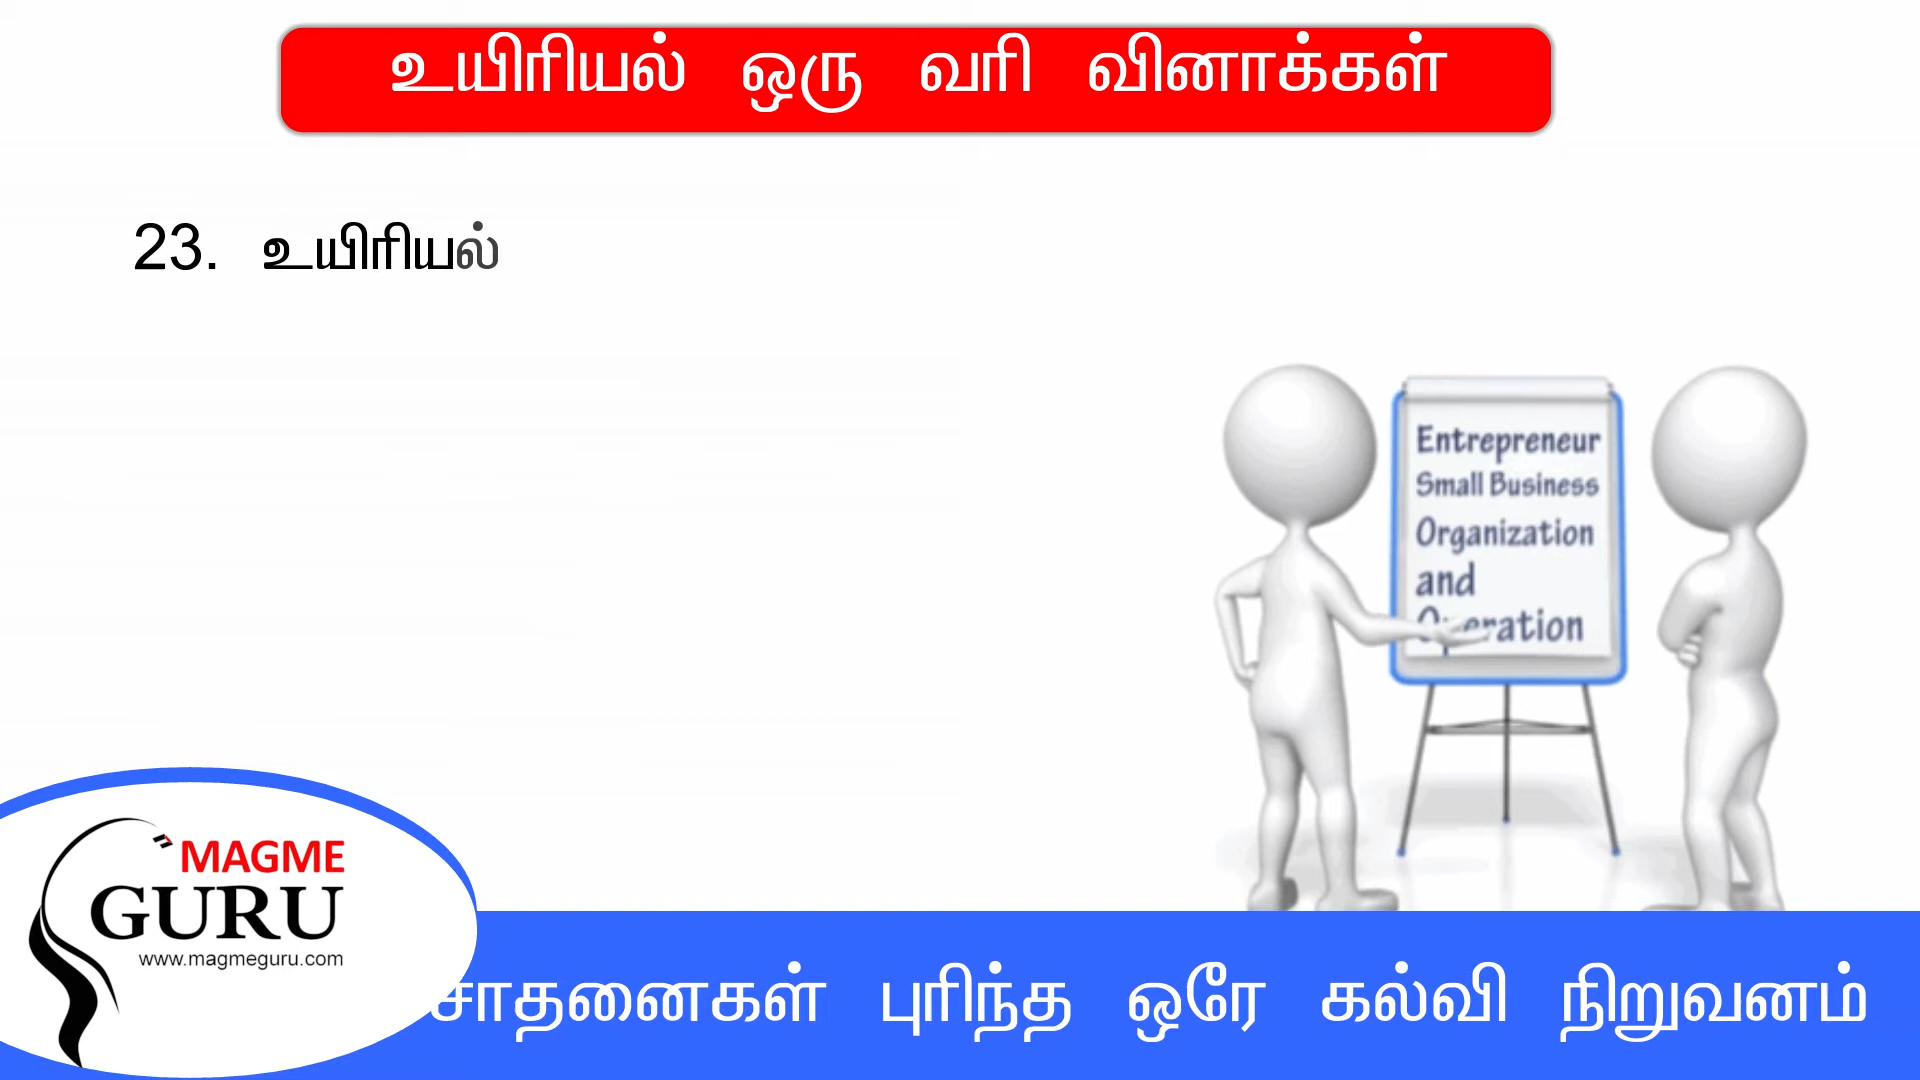 உயிரியல் ஒரு வரி வினாக்கள்
23. உயிரியல்
Entrepreneur
Small Business
Organization
and
Operation
MAGME
GURU
www.magmeguru.com
சாதனைகள் புரிந்த ஒரே கல்வி நிறுவனம்